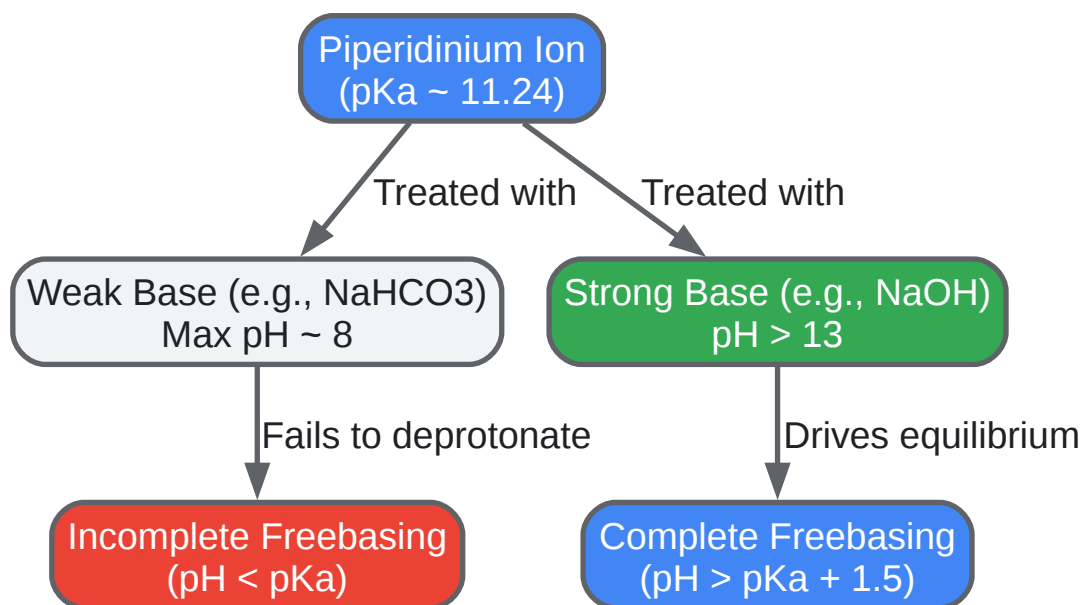 Piperidinium Ion
(pKa ~ 11.24)
Treated with
Treated with
Weak Base (e.g., NaHCO3)
Max pH ~ 8
Strong Base (e.g., NaOH)
pH > 13
Fails to deprotonate
Drives equilibrium
Incomplete Freebasing
(pH < pKa)
Complete Freebasing
(pH > pKa + 1.5)